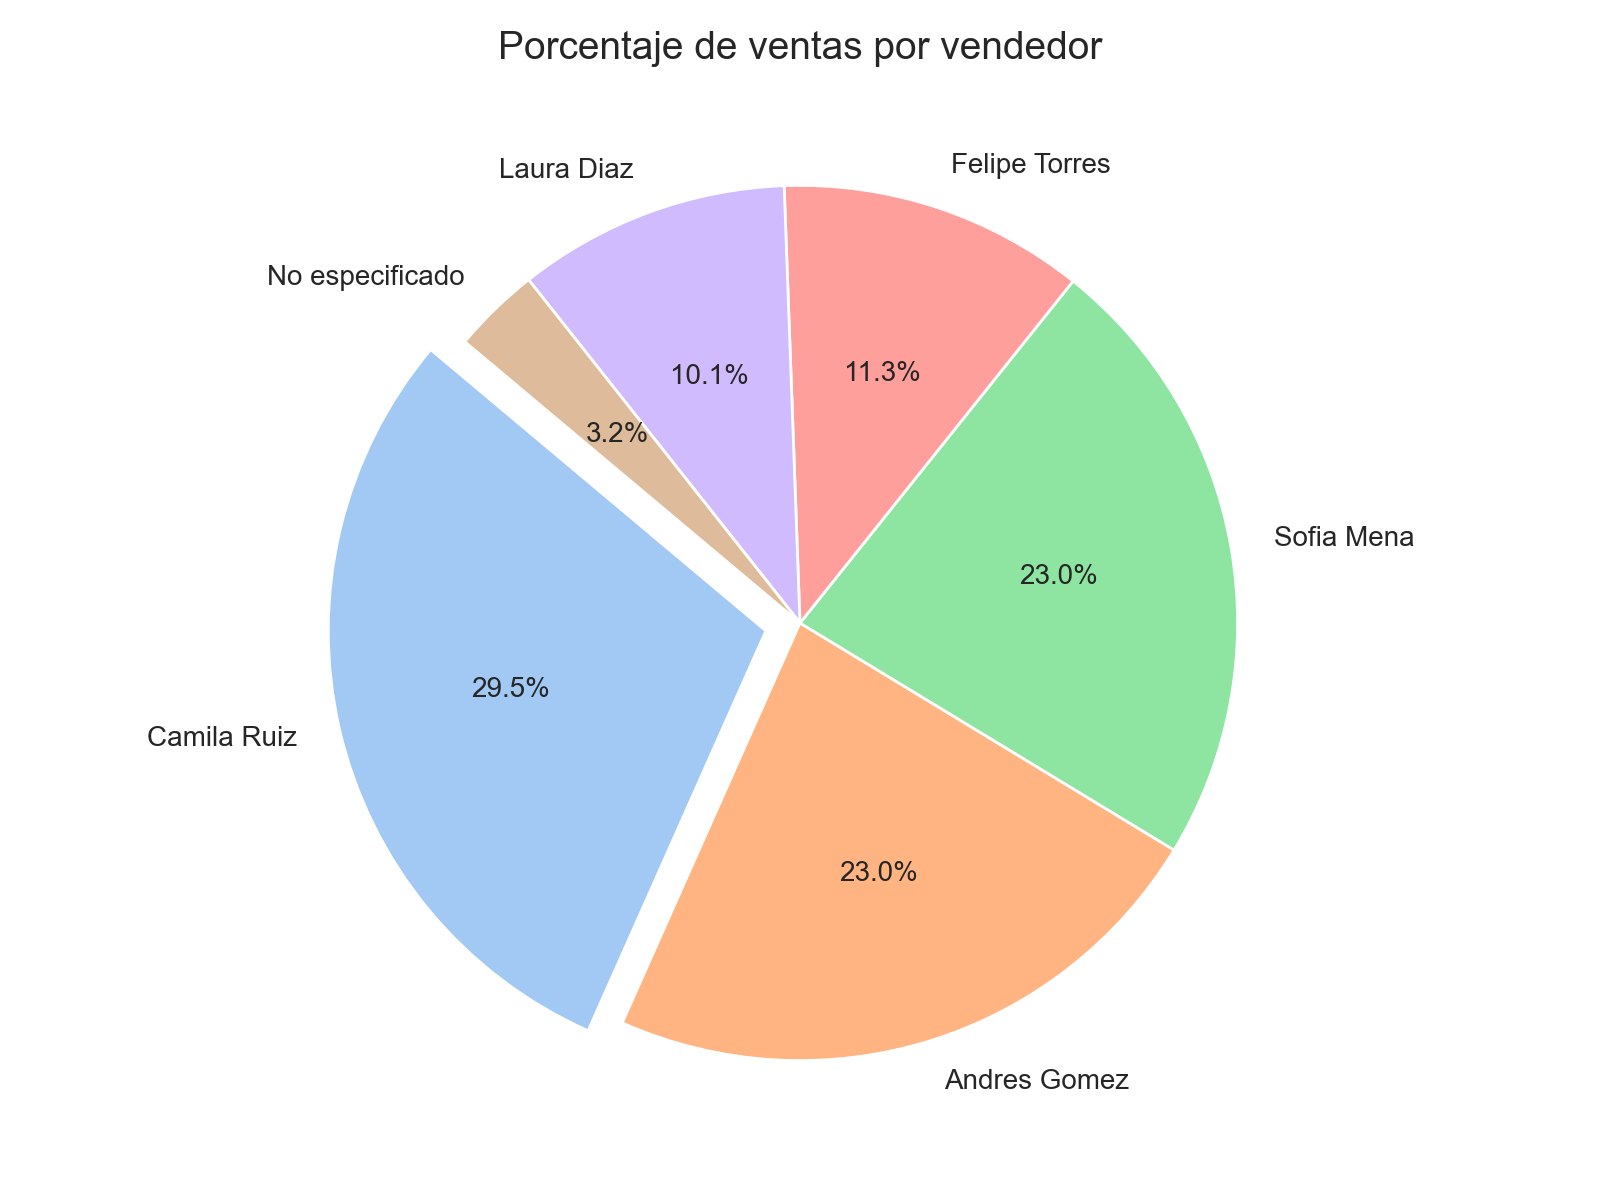 Porcentaje de ventas por vendedor
Felipe Torres
Laura Diaz
No especificado
11.3%
10.1%
3.2%
Sofia Mena
23.0%
29.5%
Camila Ruiz
23.0%
Andres Gomez